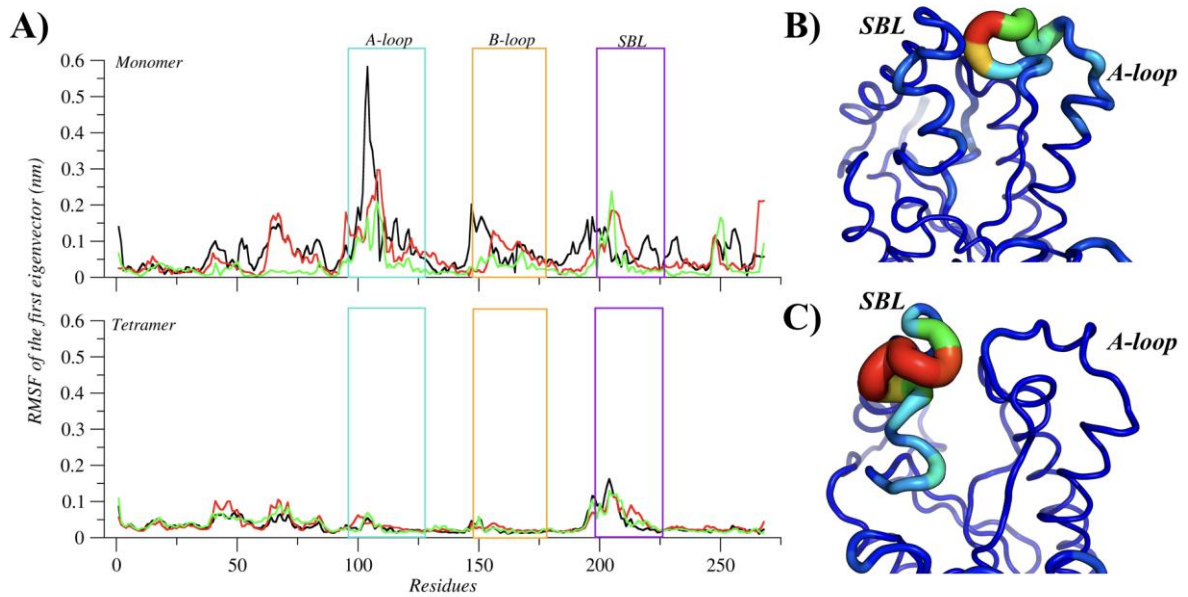 A)
A-loop
B-loop
SBL
Monomer
0.6
0.5
0.4
0.3
0.2
0.1
0
Tetramer
0.6
0.5
0.4
0.3
0.2
0.1
0
0 50 100 150 200 250
Residues
RMSF of the first eigenvector (nm)
B)
SBL
A-loop
C)
SBL
A-loop